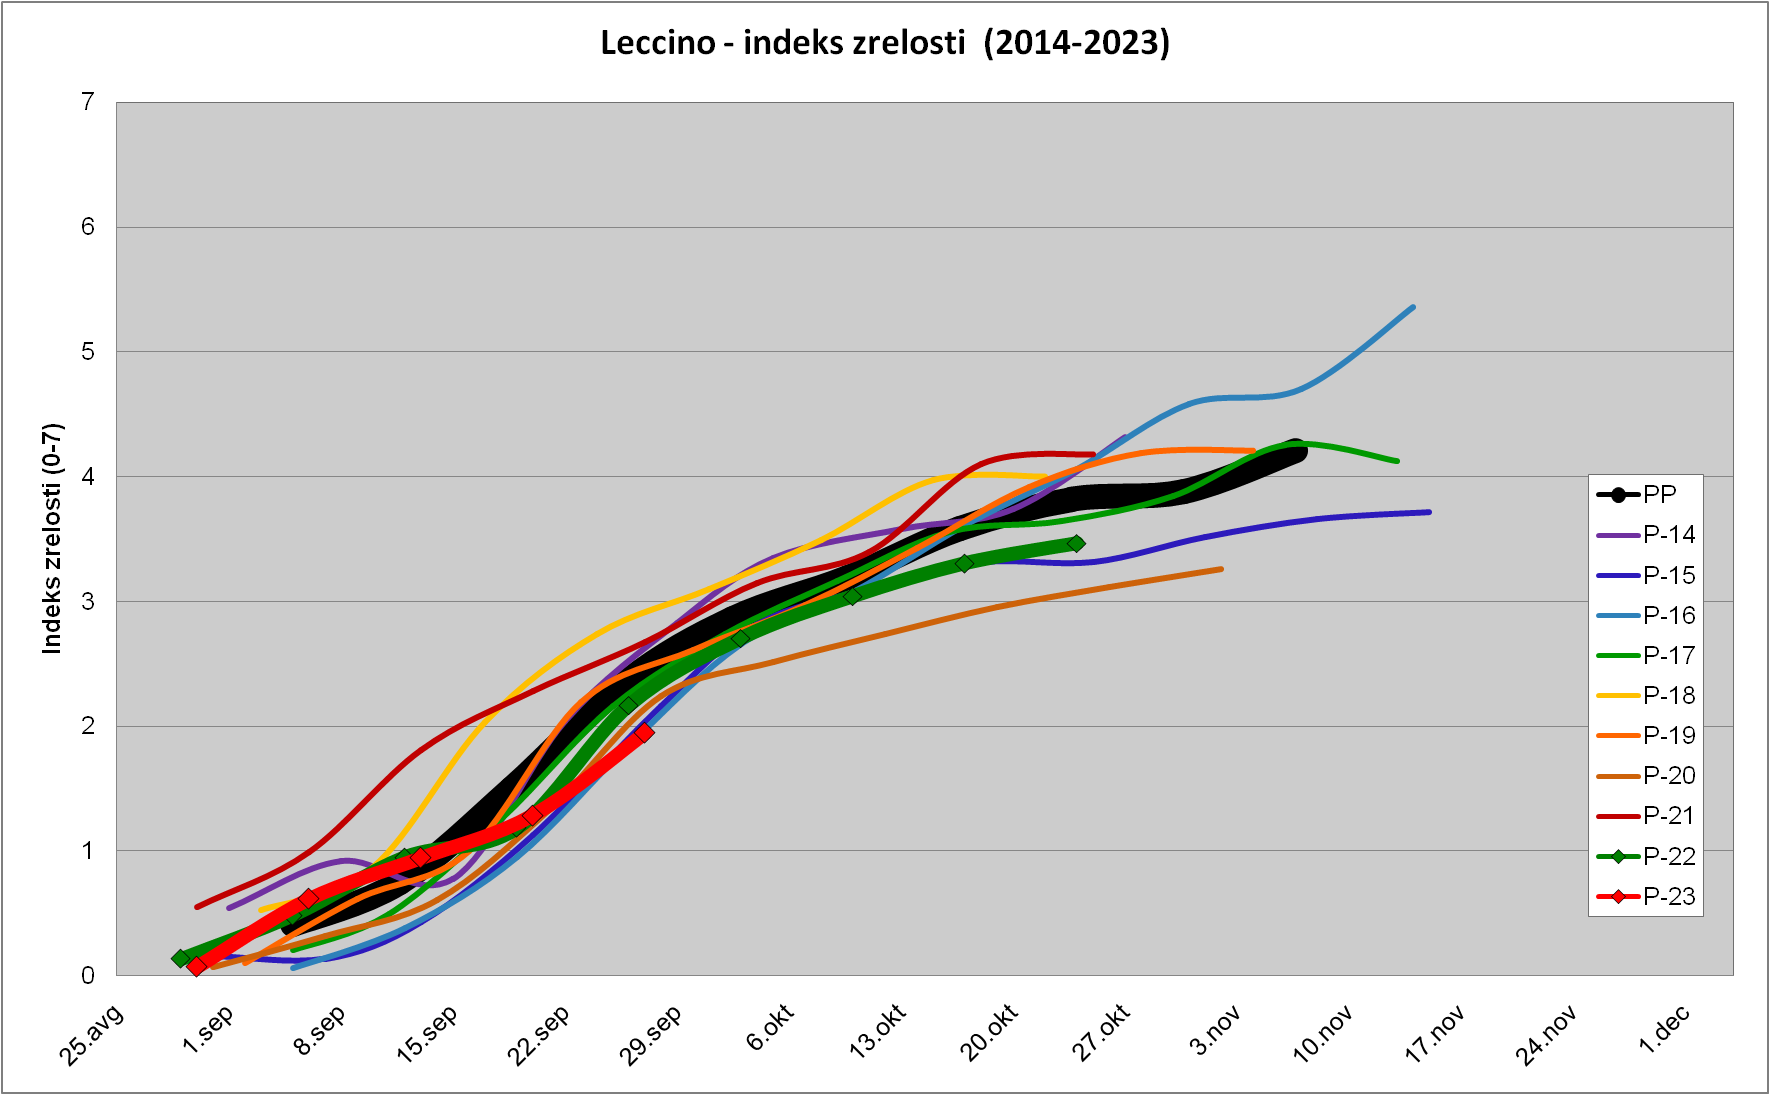 Leccino - indeks zrelosti  (2014-2023)
Indeks zrelosti (0-7)
7
6
5
4
3
2
1
0
25.avg
1.sep
8.sep
15.sep
22.sep
29.sep
6.okt
13.okt
20.okt
27.okt
3.nov
10.nov
17.nov
24.nov
1.dec
PP
P-14
P-15
P-16
P-17
P-18
P-19
P-20
P-21
P-22
P-23